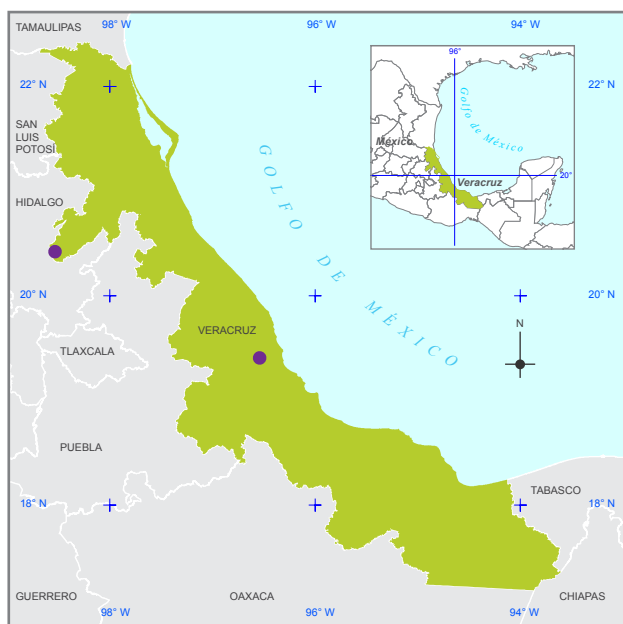 98° W
96° W
94° W
TAMAULIPAS
22° N
22° N
96°
Golfo de México
SAN
LUIS
POTOSÍ
México
20°
Veracruz
HIDALGO
GOLFO DE MÉXICO
20° N
20° N
VERACRUZ
N
TLAXCALA
PUEBLA
TABASCO
18° N
18° N
GUERRERO
OAXACA
CHIAPAS
98° W
96° W
94° W